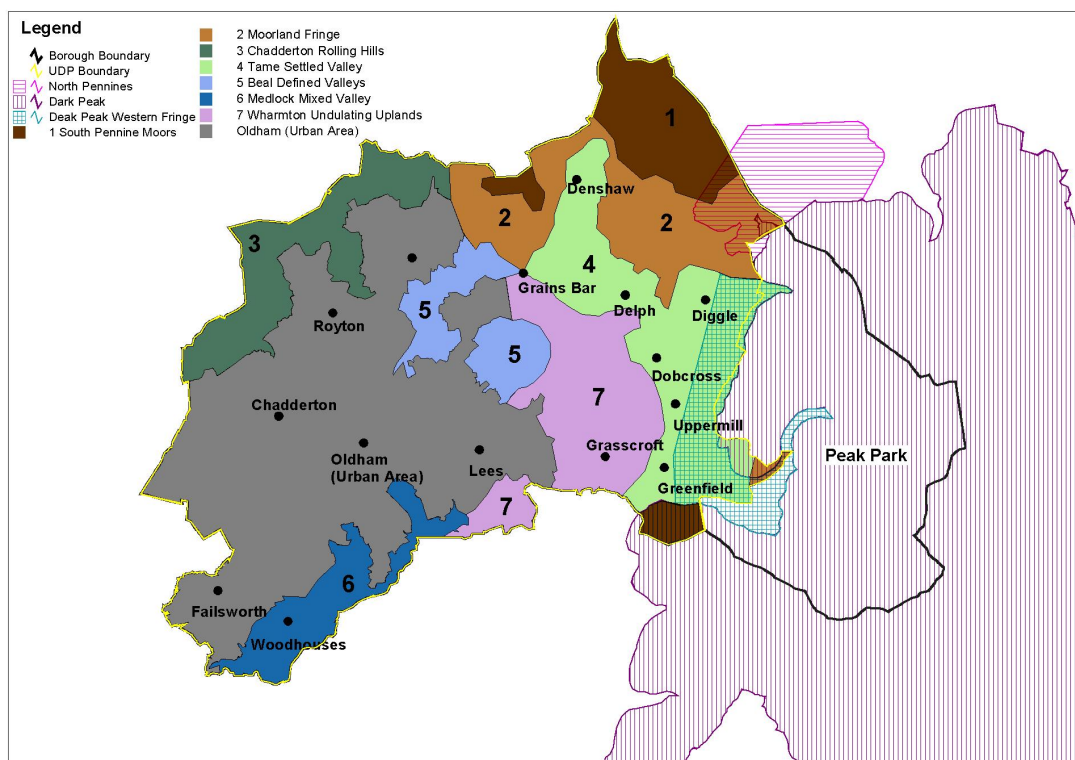 Legend
Borough Boundary
UDP Boundary
North Pennines
Dark Peak
Deak Peak Western Fringe
1 South Pennine Moors
2 Moorland Fringe
3 Chadderton Rolling Hills
4 Tame Settled Valley
5 Beal Defined Valleys
6 Medlock Mixed Valley
7 Wharmton Undulating Uplands
Oldham (Urban Area)
1
Denshaw
2
2
3
4
Grains Bar
Delph
Diggle
5
Royton
5
Dobcross
7
Chadderton
Uppermill
Oldham
(Urban Area)
Lees
Grasscroft
Peak Park
Greenfield
7
6
Failsworth
Woodhouses